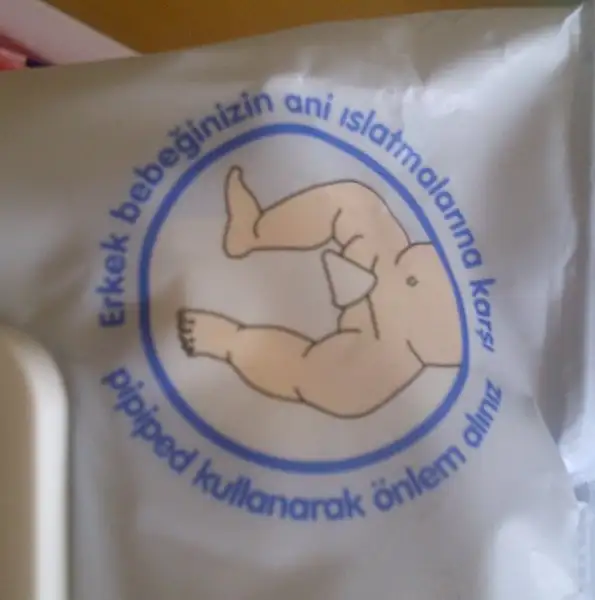 Erkek bebeğinizin ani ıslatmalarına karşı
pipiped kullanarak önlem alınız